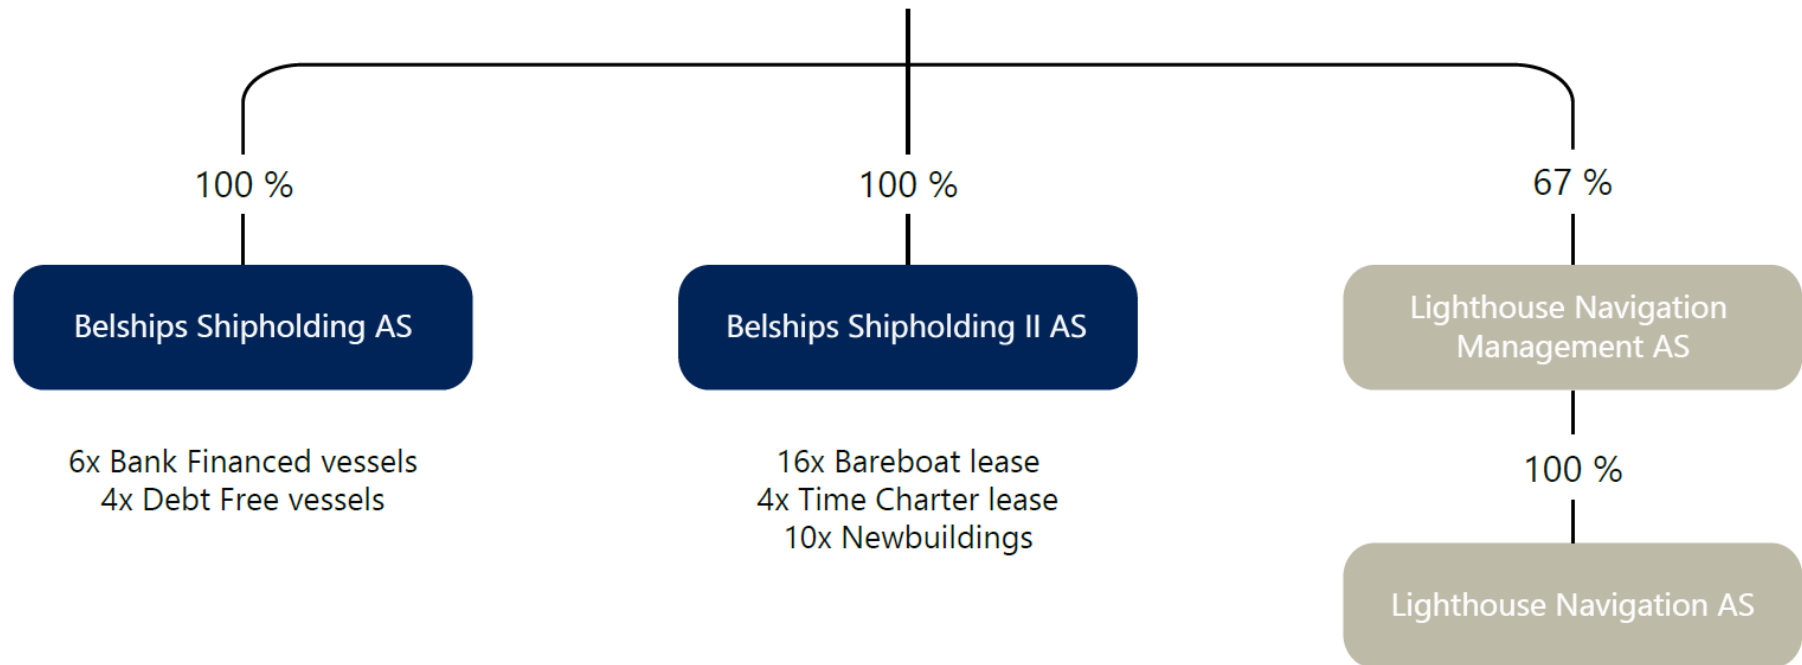 100 %
100 %
67 %
Belships Shipholding AS
Belships Shipholding II AS
Lighthouse Navigation
Management AS
6x Bank Financed vessels
4x Debt Free vessels
16x Bareboat lease
4x Time Charter lease
10x Newbuildings
100 %
Lighthouse Navigation AS